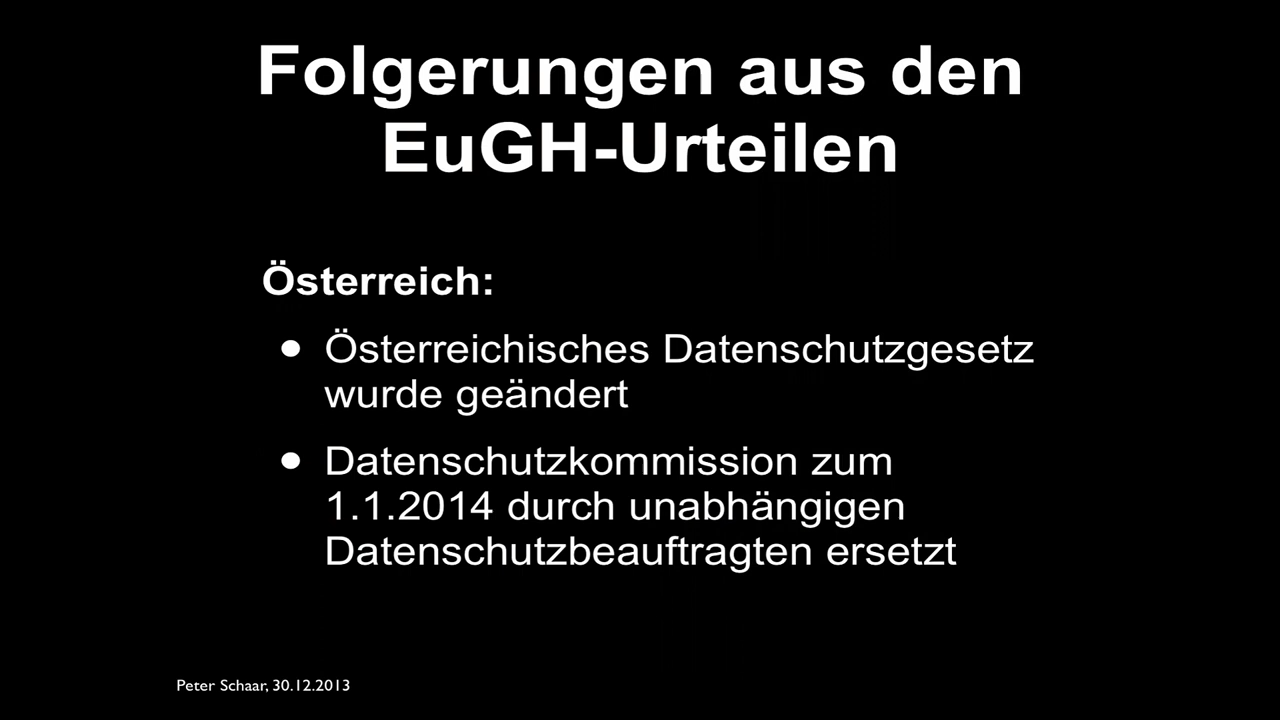 Folgerungen aus den
EuGH-Urteilen
Österreich:
• Österreichisches Datenschutzgesetz
wurde geändert
• Datenschutzkommission zum
1.1.2014 durch unabhängigen
Datenschutzbeauftragten ersetzt
Peter Schaar, 30.12.2013